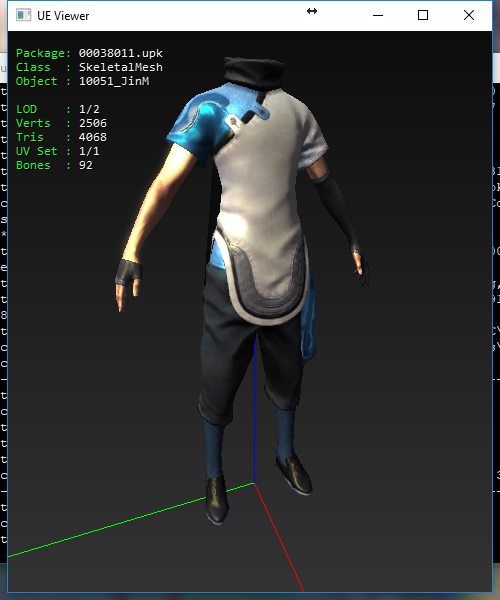 UE Viewer
Package: 00038011.upk
Class : SkeletalMesh
Object : 10051_JinM
LOD : 1/2
Verts : 2506
Tris : 4068
UV Set : 1/1
Bones : 92